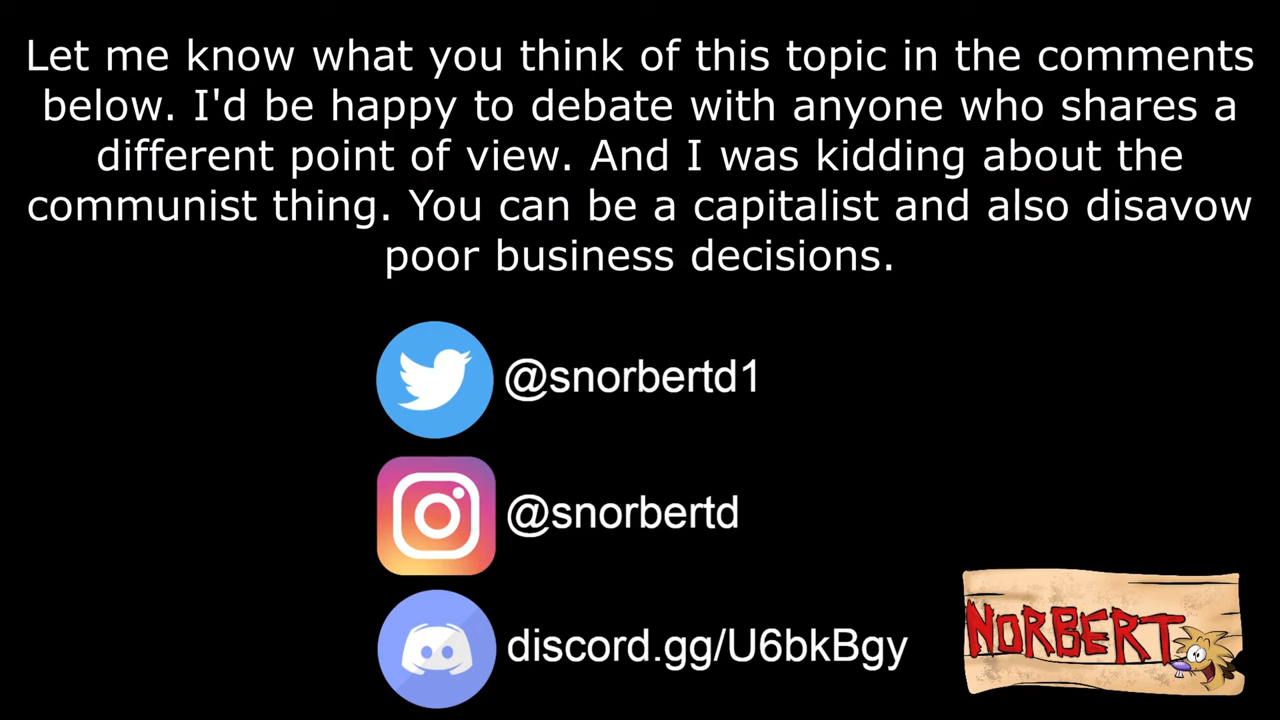 Let me know what you think of this topic in the comments
below. I'd be happy to debate with anyone who shares a
different point of view. And I was kidding about the
communist thing. You can be a capitalist and also disavow
poor business decisions.
@snorbertd1
@snorbertd
discord.gg/U6bkBgy
NORBERT